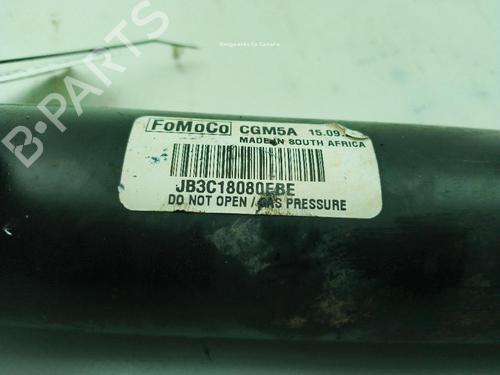 Desguaces La Cabaña
B-PARTS
FoMoCo CGM5A 15.09.
MADE IN SOUTH AFRICA
JB3C18080EBE
DO NOT OPEN / GAS PRESSURE